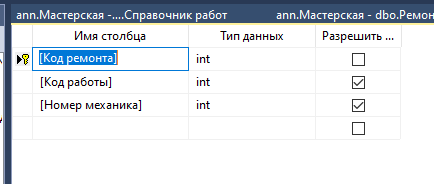 ann.Мастерская -....Справочник работ ann.Мастерская - dbo.Ремон
Имя столбца Тип данных Разрешить ...
[Код ремонта] int
[Код работы] int
[Номер механика] int